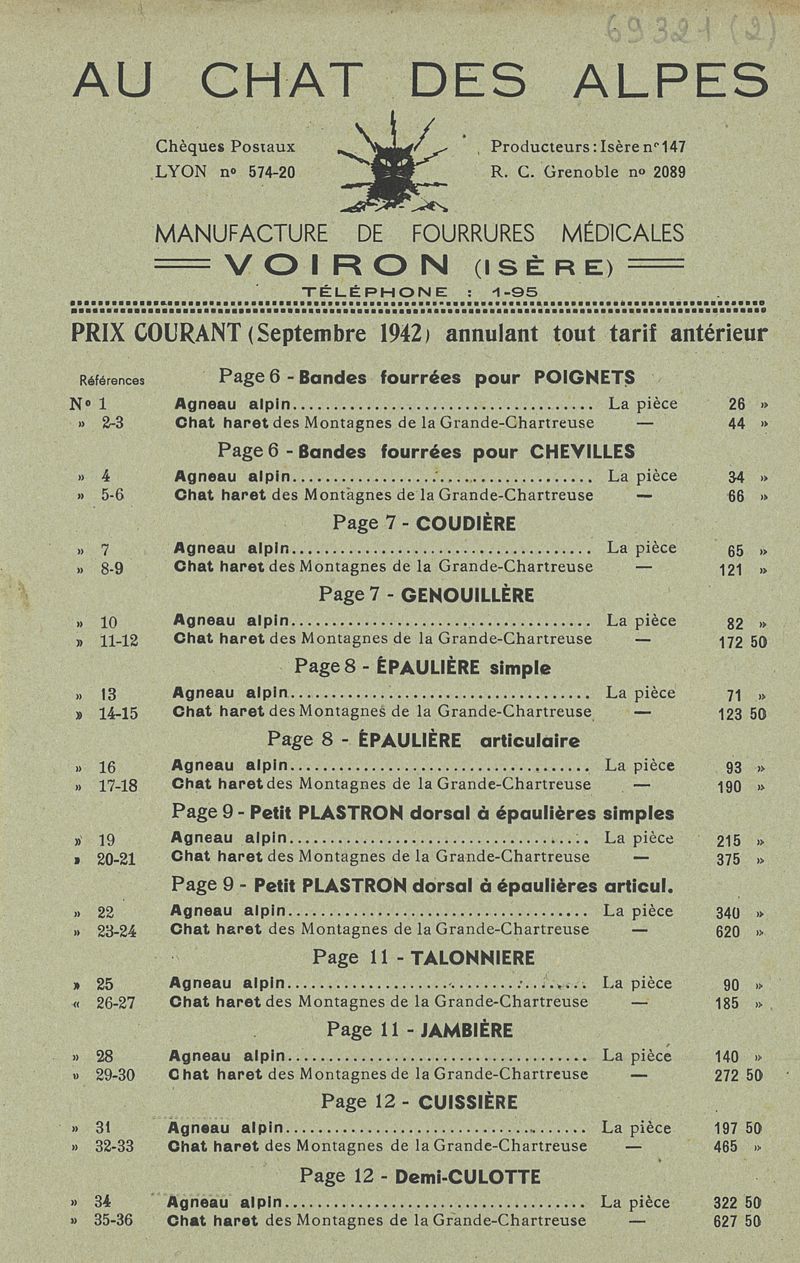 69321 (2)
AU CHAT DES ALPES
Chèques Postaux
LYON nº 574-20
Producteurs : Isère nº 147
R. C. Grenoble nº 2089
MANUFACTURE DE FOURRURES MÉDICALES
VOIRON (ISÈRE)
TÉLÉPHONE : 1-95
PRIX COURANT (Septembre 1942) annulant tout tarif antérieur
Références Page 6 - Bandes fourrées pour POIGNETS
Nº 1 Agneau alpin..................................... La pièce 26 »
» 2-3 Chat haret des Montagnes de la Grande-Chartreuse — 44 »
Page 6 - Bandes fourrées pour CHEVILLES
» 4 Agneau alpin..................................... La pièce 34 »
» 5-6 Chat haret des Montagnes de la Grande-Chartreuse — 66 »
Page 7 - COUDIÈRE
» 7 Agneau alpin..................................... La pièce 65 »
» 8-9 Chat haret des Montagnes de la Grande-Chartreuse — 121 »
Page 7 - GENOUILLÈRE
» 10 Agneau alpin..................................... La pièce 82 »
» 11-12 Chat haret des Montagnes de la Grande-Chartreuse — 172 50
Page 8 - ÉPAULIÈRE simple
» 13 Agneau alpin..................................... La pièce 71 »
» 14-15 Chat haret des Montagnes de la Grande-Chartreuse — 123 50
Page 8 - ÉPAULIÈRE articulaire
» 16 Agneau alpin..................................... La pièce 93 »
» 17-18 Chat haret des Montagnes de la Grande-Chartreuse — 190 »
Page 9 - Petit PLASTRON dorsal à épaulières simples
» 19 Agneau alpin..................................... La pièce 215 »
» 20-21 Chat haret des Montagnes de la Grande-Chartreuse — 375 »
Page 9 - Petit PLASTRON dorsal à épaulières articul.
» 22 Agneau alpin..................................... La pièce 340 »
» 23-24 Chat haret des Montagnes de la Grande-Chartreuse — 620 »
Page 11 - TALONNIERE
» 25 Agneau alpin..................................... La pièce 90 »
« 26-27 Chat haret des Montagnes de la Grande-Chartreuse — 185 »
Page 11 - JAMBIÈRE
» 28 Agneau alpin..................................... La pièce 140 »
» 29-30 Chat haret des Montagnes de la Grande-Chartreuse — 272 50
Page 12 - CUISSIÈRE
» 31 Agneau alpin..................................... La pièce 197 50
» 32-33 Chat haret des Montagnes de la Grande-Chartreuse — 465 »
Page 12 - Demi-CULOTTE
» 34 Agneau alpin..................................... La pièce 322 50
» 35-36 Chat haret des Montagnes de la Grande-Chartreuse — 627 50